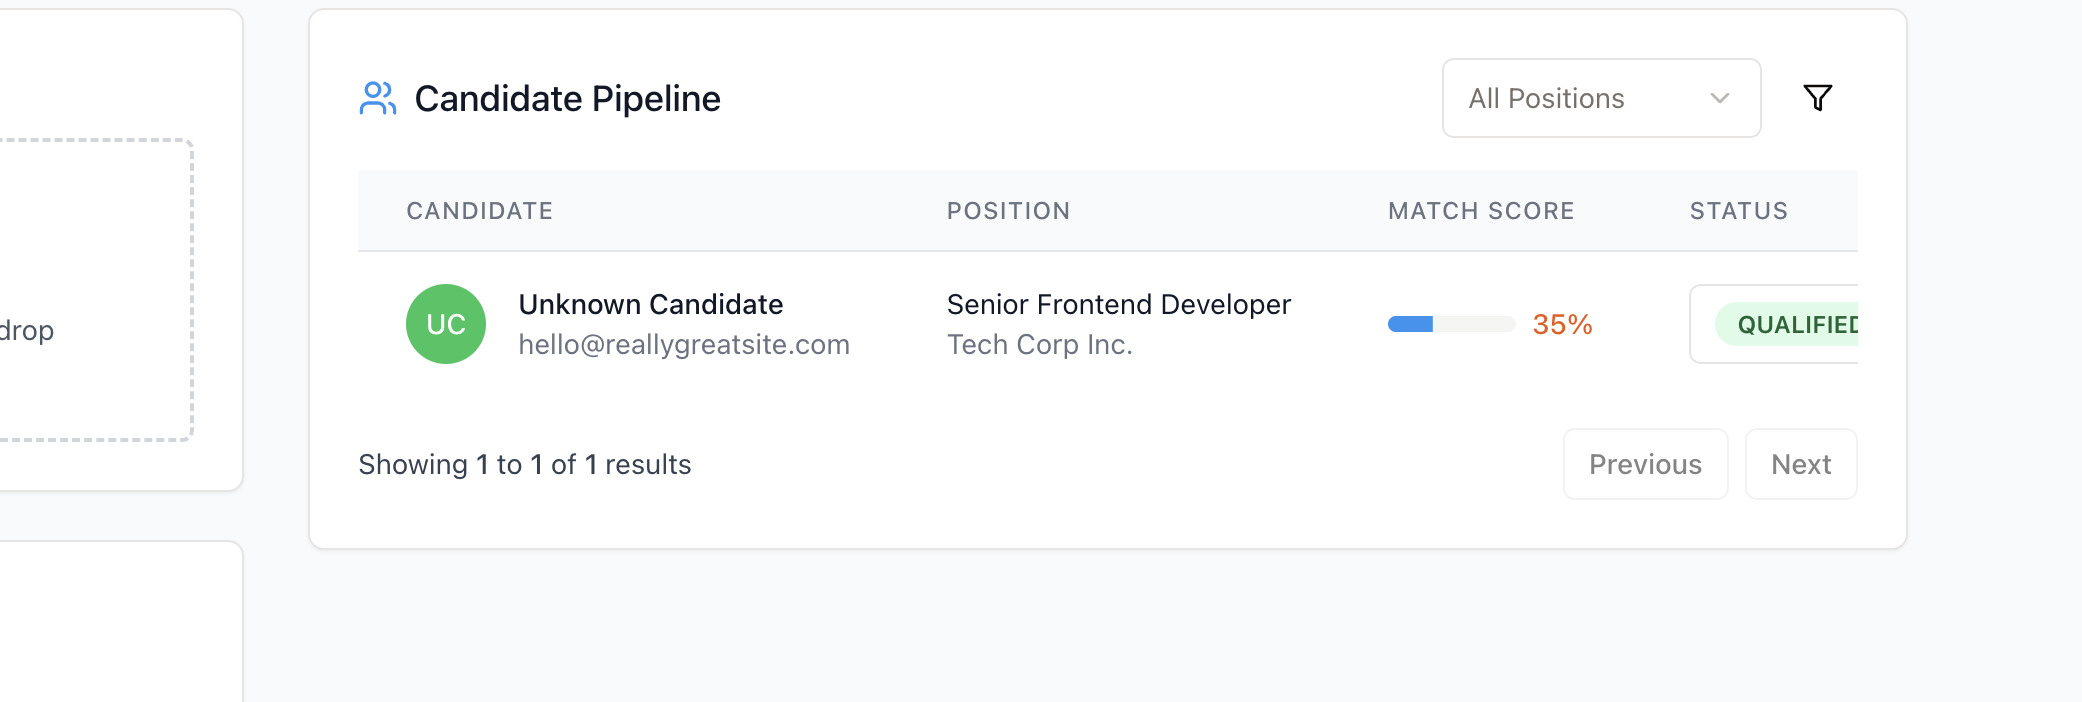 drop
Candidate Pipeline
All Positions
CANDIDATE POSITION MATCH SCORE STATUS
UC
Unknown Candidate
hello@reallygreatsite.com
Senior Frontend Developer
Tech Corp Inc.
35%
QUALIFIED
Showing 1 to 1 of 1 results
Previous
Next